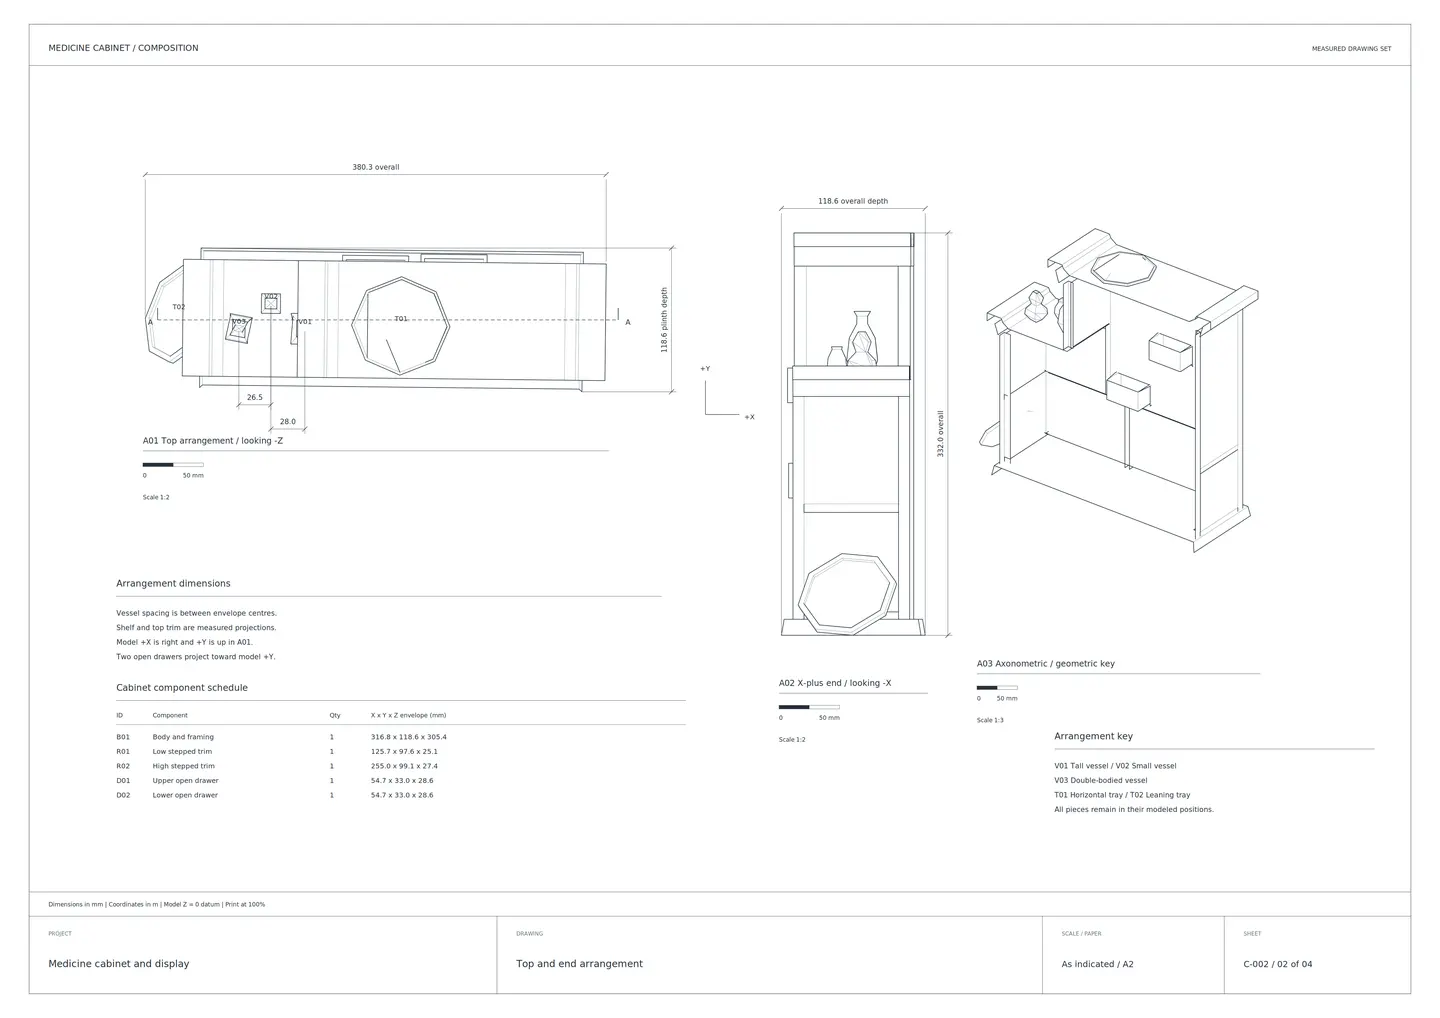 MEDICINE CABINET / COMPOSITION
MEASURED DRAWING SET
380.3 overall
118.6 plinth depth
T02
V02
V03
V01
T01
A
A
26.5
28.0
+Y
+X
A01 Top arrangement / looking -Z
0 50 mm
Scale 1:2
118.6 overall depth
332.0 overall
A02 X-plus end / looking -X
0 50 mm
Scale 1:2
A03 Axonometric / geometric key
0 50 mm
Scale 1:3
Arrangement dimensions
Vessel spacing is between envelope centres.
Shelf and top trim are measured projections.
Model +X is right and +Y is up in A01.
Two open drawers project toward model +Y.
Cabinet component schedule
ID Component Qty X x Y x Z envelope (mm)
B01 Body and framing 1 316.8 x 118.6 x 305.4
R01 Low stepped trim 1 125.7 x 97.6 x 25.1
R02 High stepped trim 1 255.0 x 99.1 x 27.4
D01 Upper open drawer 1 54.7 x 33.0 x 28.6
D02 Lower open drawer 1 54.7 x 33.0 x 28.6
Arrangement key
V01 Tall vessel / V02 Small vessel
V03 Double-bodied vessel
T01 Horizontal tray / T02 Leaning tray
All pieces remain in their modeled positions.
Dimensions in mm | Coordinates in m | Model Z = 0 datum | Print at 100%
PROJECT
Medicine cabinet and display
DRAWING
Top and end arrangement
SCALE / PAPER
As indicated / A2
SHEET
C-002 / 02 of 04